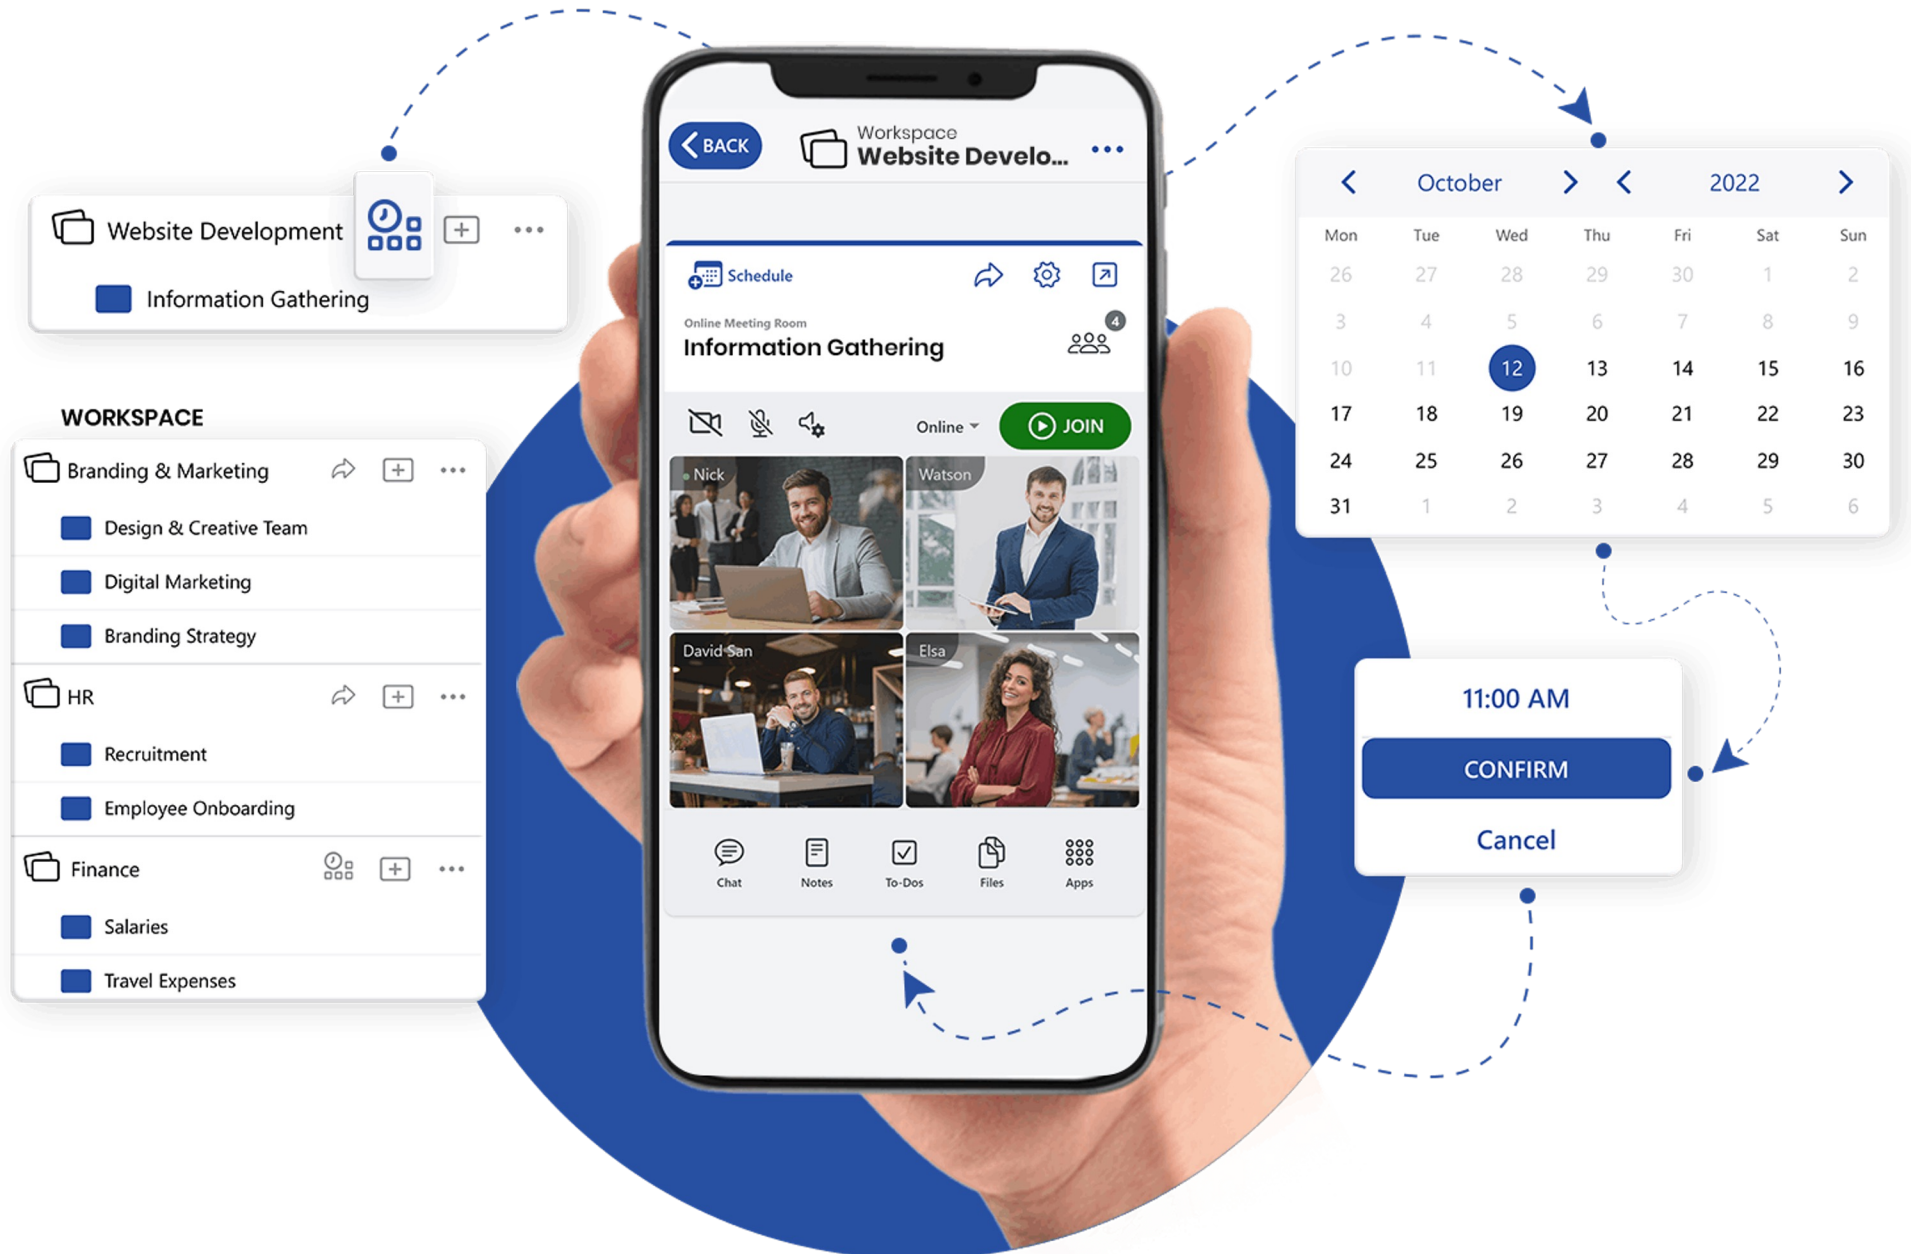 Website Development
Information Gathering
WORKSPACE
Branding & Marketing
Design & Creative Team
Digital Marketing
Branding Strategy
HR
Recruitment
Employee Onboarding
Finance
Salaries
Travel Expenses
BACK
Workspace
Website Develo...
Schedule
Online Meeting Room
4
Information Gathering
Online
JOIN
Nick
Watson
David San
Elsa
Chat Notes To-Dos Files Apps
October 2022
Mon Tue Wed Thu Fri Sat Sun
26 27 28 29 30 1 2
3 4 5 6 7 8 9
10 11 12 13 14 15 16
17 18 19 20 21 22 23
24 25 26 27 28 29 30
31 1 2 3 4 5 6
11:00 AM
CONFIRM
Cancel